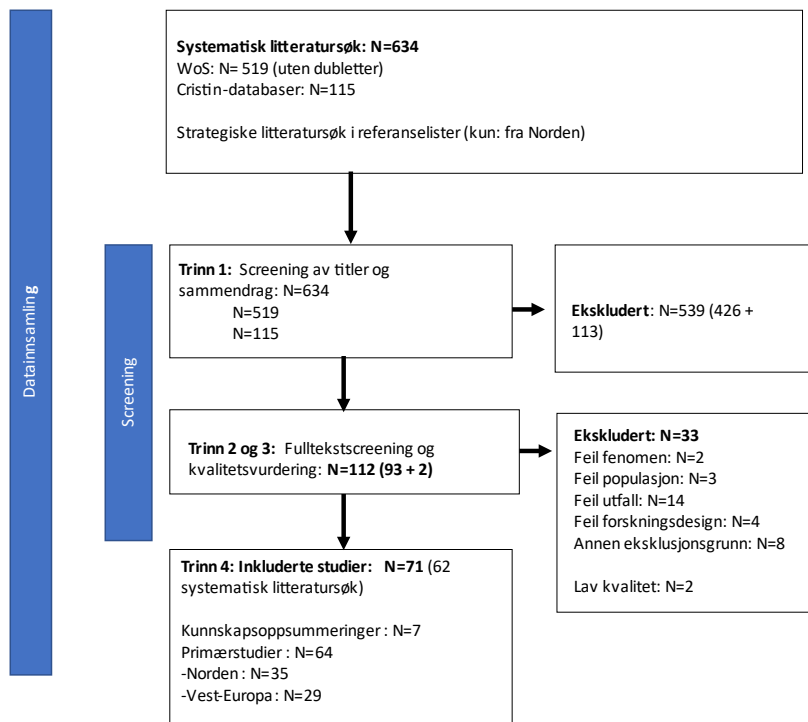 Systematisk litteratursøk: N=634
WoS: N= 519 (uten dubletter)
Cristin-databaser: N=115
Strategiske litteratursøk i referanselister (kun: fra Norden)
Datainnsamling
Screening
Trinn 1: Screening av titler og
sammendrag: N=634
N=519
N=115
Ekskludert: N=539 (426 +
113)
Trinn 2 og 3: Fulltekstscreening og
kvalitetsvurdering: N=112 (93 + 2)
Ekskludert: N=33
Feil fenomen: N=2
Feil populasjon: N=3
Feil utfall: N=14
Feil forskningsdesign: N=4
Annen eksklusjonsgrunn: N=8
Lav kvalitet: N=2
Trinn 4: Inkluderte studier: N=71 (62
systematisk litteratursøk)
Kunnskapsoppsummeringer : N=7
Primærstudier : N=64
-Norden : N=35
-Vest-Europa : N=29